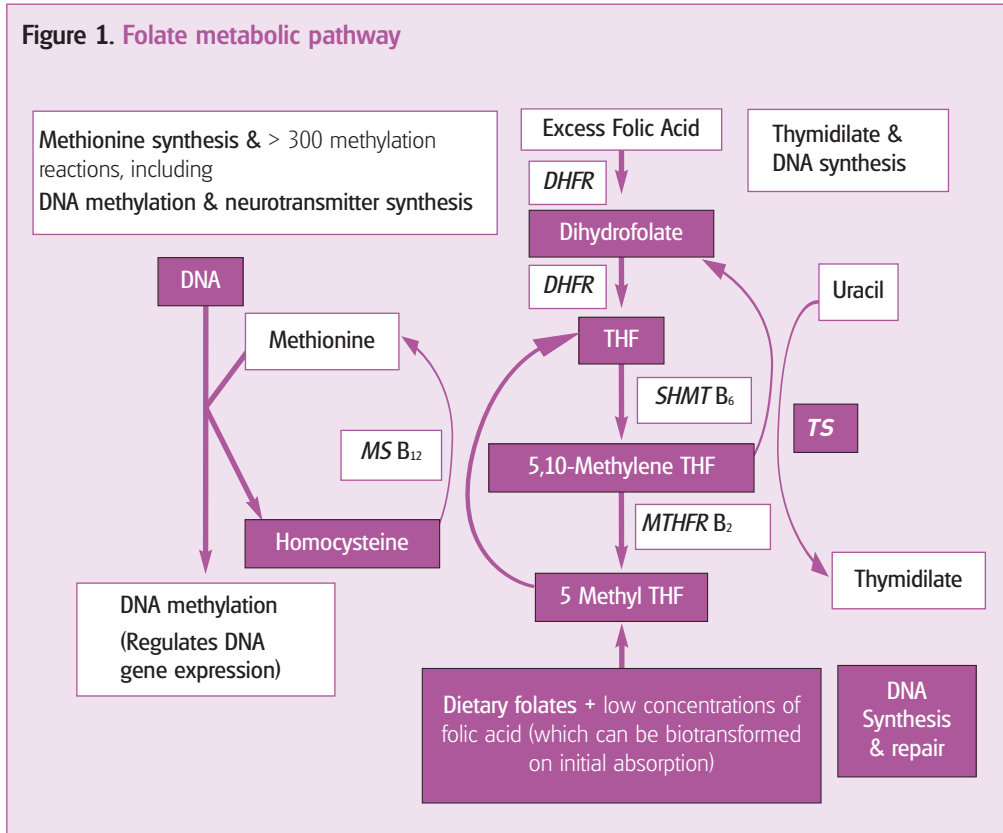 Figure 1. Folate metabolic pathway
Methionine synthesis & > 300 methylation
reactions, including
DNA methylation & neurotransmitter synthesis
Excess Folic Acid
Thymidilate &
DNA synthesis
DHFR
Dihydrofolate
DNA
DHFR
Uracil
Methionine
THF
SHMT B₆
TS
MS B₁₂
5,10-Methylene THF
MTHFR B₂
Homocysteine
Thymidilate
5 Methyl THF
DNA methylation
(Regulates DNA
gene expression)
Dietary folates + low concentrations of
folic acid (which can be biotransformed
on initial absorption)
DNA
Synthesis
& repair